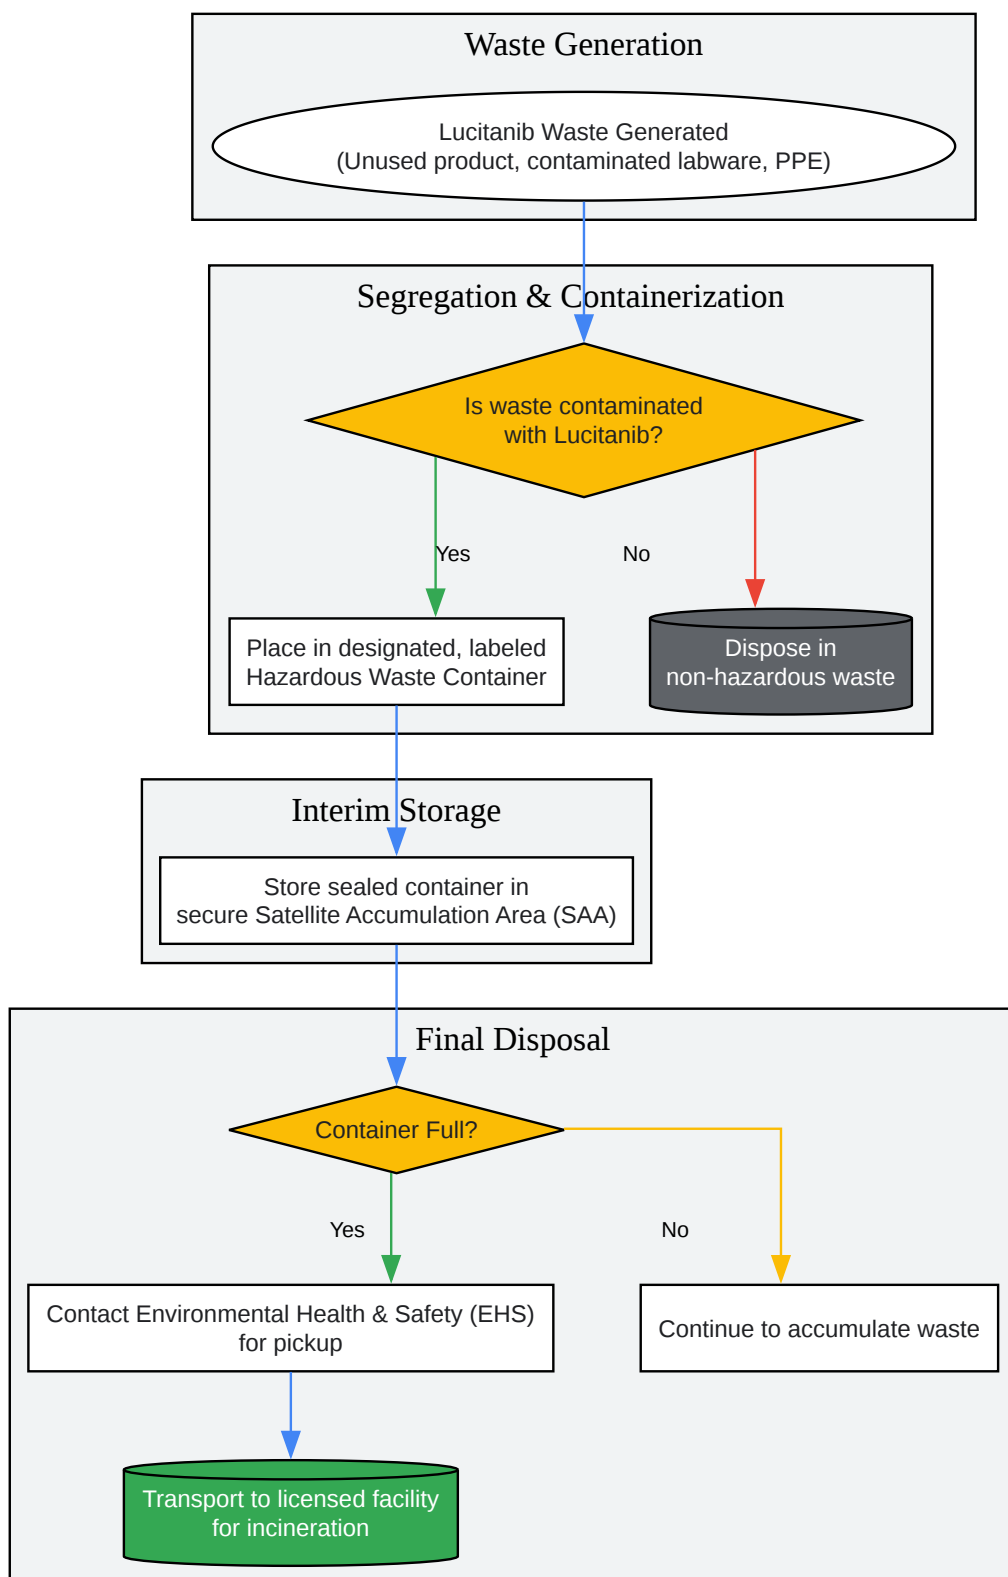 Waste Generation
Lucitanib Waste Generated
(Unused product, contaminated labware, PPE)
Segregation & Containerization
Is waste contaminated
with Lucitanib?
Yes
No
Place in designated, labeled
Hazardous Waste Container
Dispose in
non-hazardous waste
Interim Storage
Store sealed container in
secure Satellite Accumulation Area (SAA)
Final Disposal
Container Full?
Yes
No
Contact Environmental Health & Safety (EHS)
for pickup
Continue to accumulate waste
Transport to licensed facility
for incineration